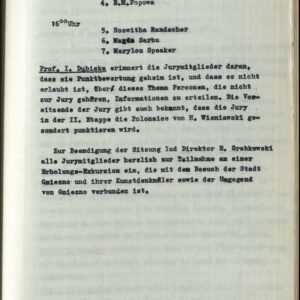 4. H.M.Popowa
16⁰⁰Uhr
5. Roswitha Randacher
6. Magda Sarbu
7. Marylou Speaker
Prof. I. Dubiska erinnert die Jurymitglieder daran,
dass die Punktbewertung geheim ist, und dass es nicht
erlaubt ist, über dieses Thema Personen, die nicht
zur Jury gehören, Informationen zu erteilen. Die Vor-
sitzende der Jury gibt auch bekannt, dass die Jury
in der II. Etappe die Polonaise von H. Wieniawski ge-
sondert punktieren wird.
Zur Beendigung der Sitzung lud Direktor E. Grabkowski
alle Jurymitglieder herzlich zur Teilnahme an einer
Erholungs-Exkursion ein, die mit dem Besuch der Stadt
Gniezno und ihrer Kunstdenkmäler sowie der Umgegend
von Gniezno verbunden ist.